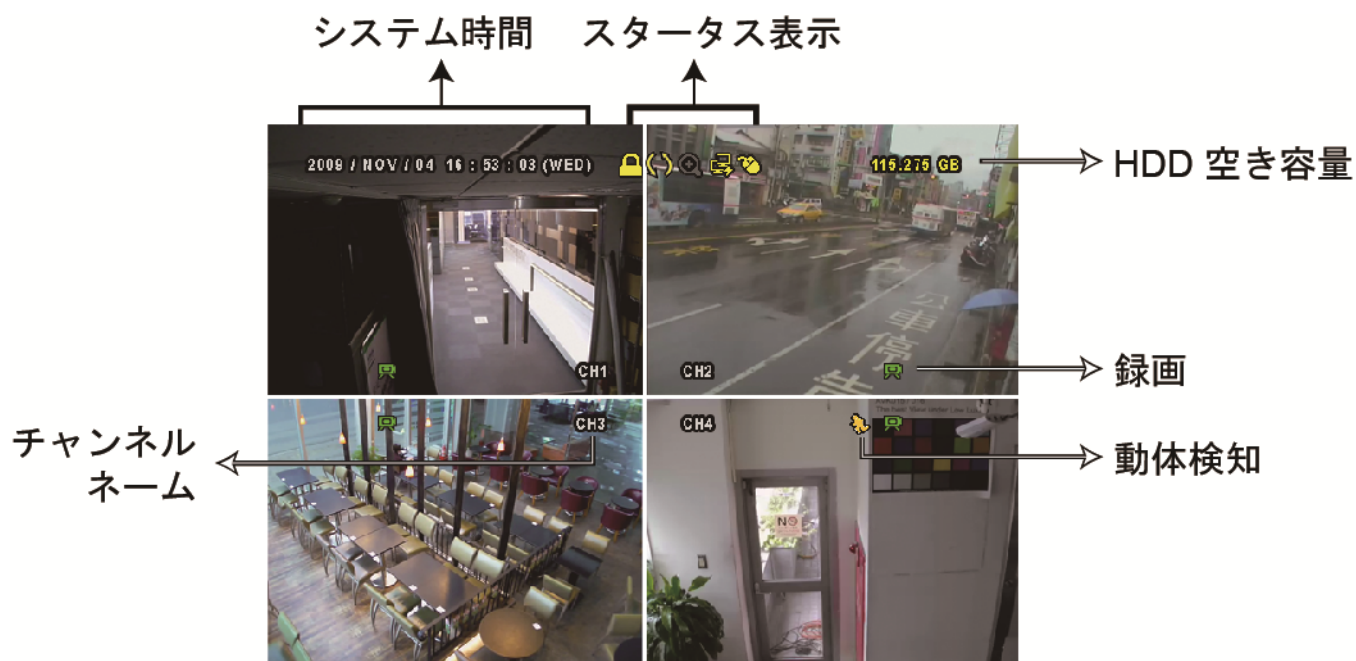 システム時間
スタータス表示
2009 / NOV / 04 16 : 53 : 03 (WED)
115.275 GB
HDD 空き容量
CH1
CH2
録画
チャンネル
ネーム
CH3
CH4
動体検知
NO